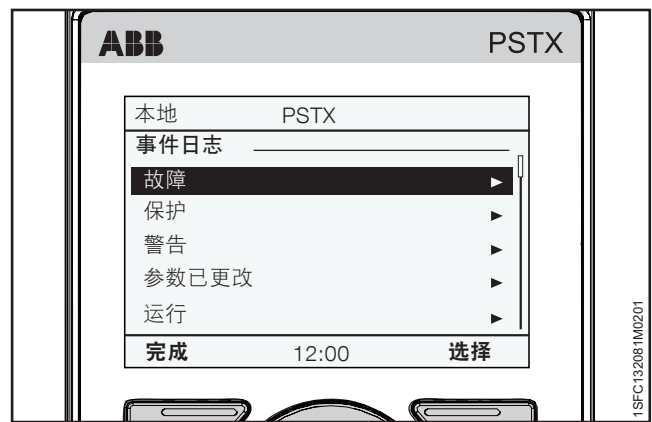 ABB PSTX
本地 PSTX
事件日志
故障
保护
警告
参数已更改
运行
完成 12:00 选择
1SFC132081M0201